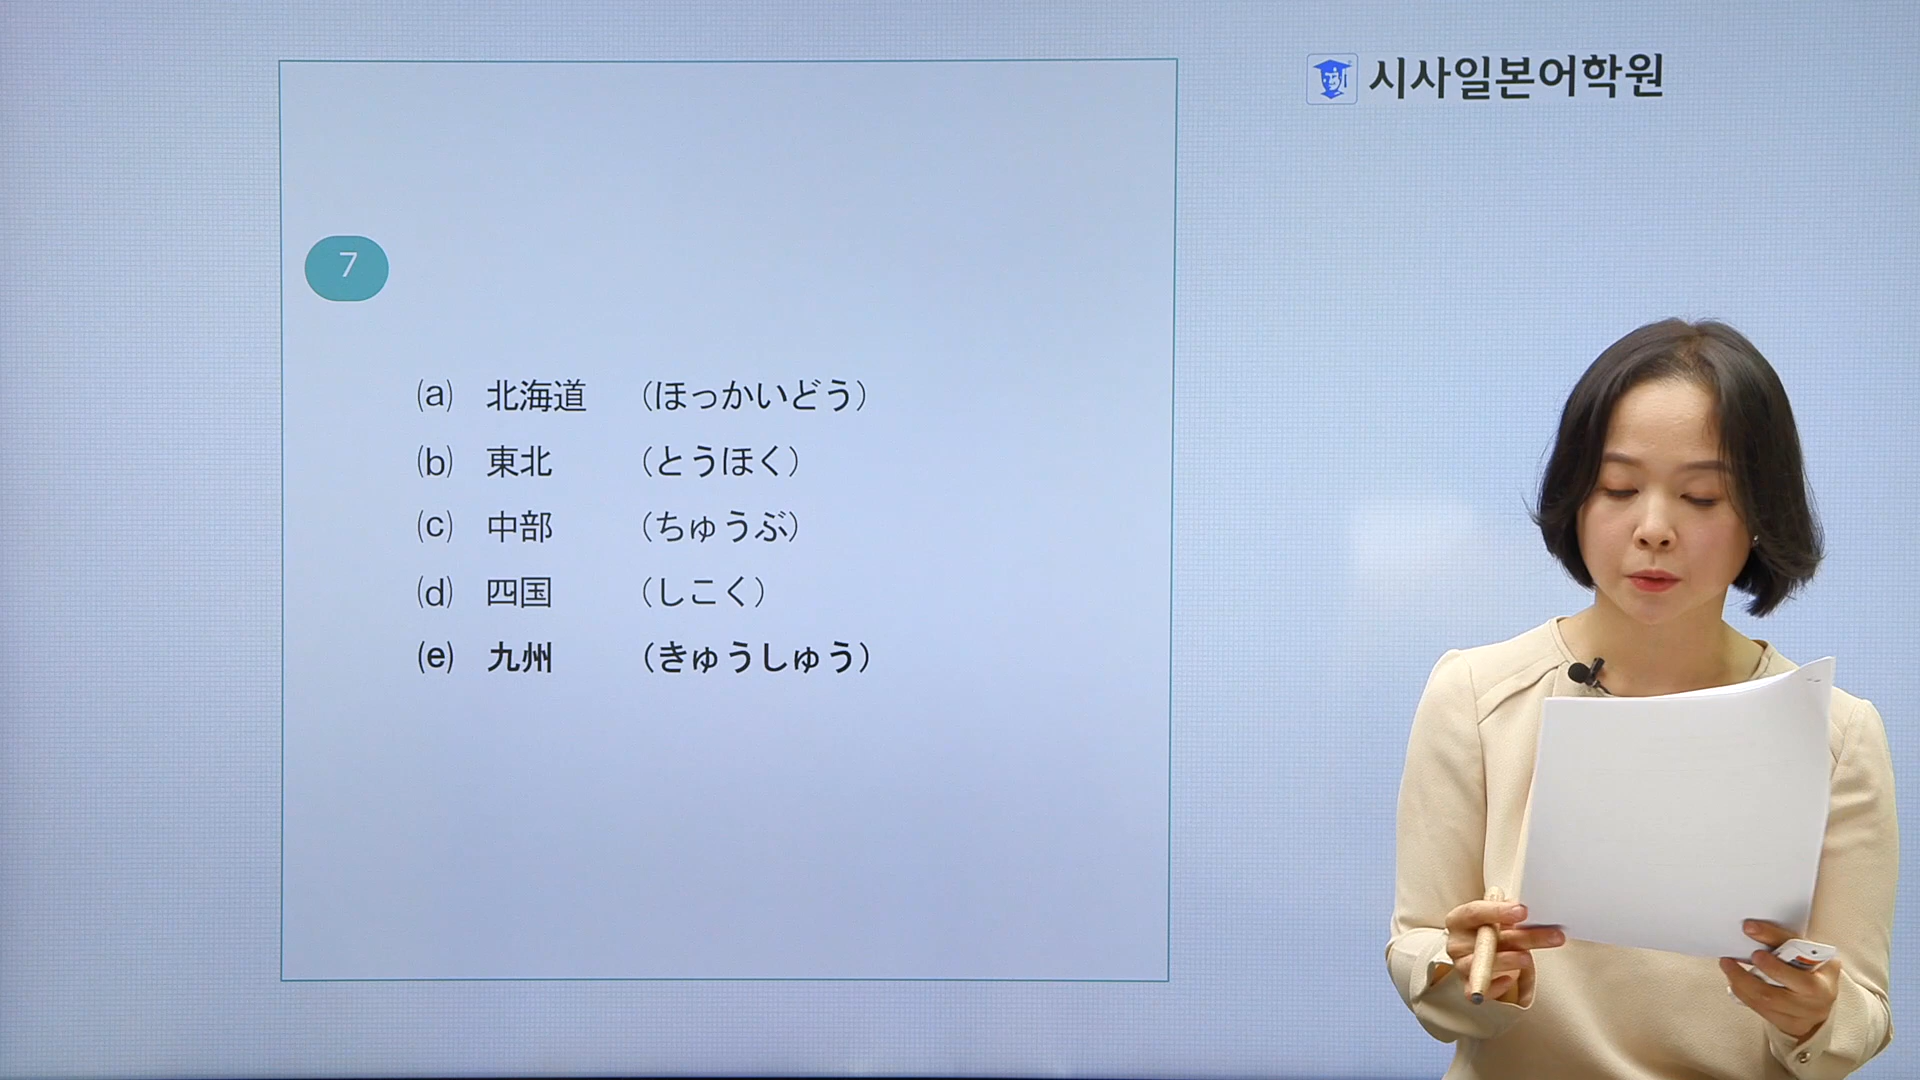 시사일본어학원
7
(a) 北海道 （ほっかいどう）
(b) 東北 （とうほく）
(c) 中部 （ちゅうぶ）
(d) 四国 （しこく）
(e) 九州 （きゅうしゅう）